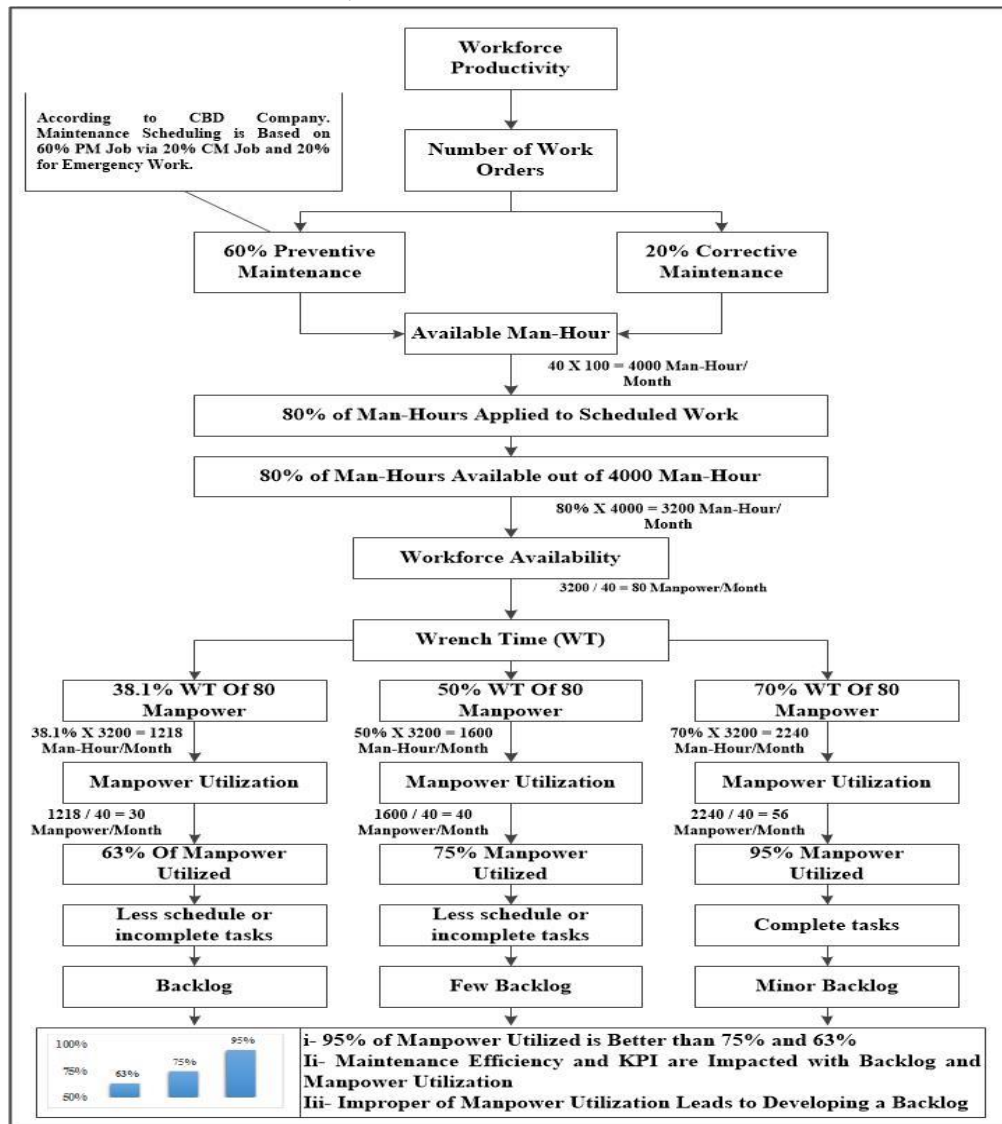 Workforce
Productivity
According to CBD Company.
Maintenance Scheduling is Based on
60% PM Job via 20% CM Job and 20%
for Emergency Work.
Number of Work
Orders
60% Preventive
Maintenance
20% Corrective
Maintenance
Available Man-Hour
40 X 100 = 4000 Man-Hour/
Month
80% of Man-Hours Applied to Scheduled Work
80% of Man-Hours Available out of 4000 Man-Hour
80% X 4000 = 3200 Man-Hour/
Month
Workforce Availability
3200 / 40 = 80 Manpower/Month
Wrench Time (WT)
38.1% WT Of 80
Manpower
50% WT Of 80
Manpower
70% WT Of 80
Manpower
38.1% X 3200 = 1218
Man-Hour/Month
50% X 3200 = 1600
Man-Hour/Month
70% X 3200 = 2240
Man-Hour/Month
Manpower Utilization
Manpower Utilization
Manpower Utilization
1218 / 40 = 30
Manpower/Month
1600 / 40 = 40
Manpower/Month
2240 / 40 = 56
Manpower/Month
63% Of Manpower
Utilized
75% Manpower
Utilized
95% Manpower
Utilized
Less schedule or
incomplete tasks
Less schedule or
incomplete tasks
Complete tasks
Backlog
Few Backlog
Minor Backlog
100%
75%
50%
63%
75%
95%
i- 95% of Manpower Utilized is Better than 75% and 63%
Ii- Maintenance Efficiency and KPI are Impacted with Backlog and
Manpower Utilization
Iii- Improper of Manpower Utilization Leads to Developing a Backlog